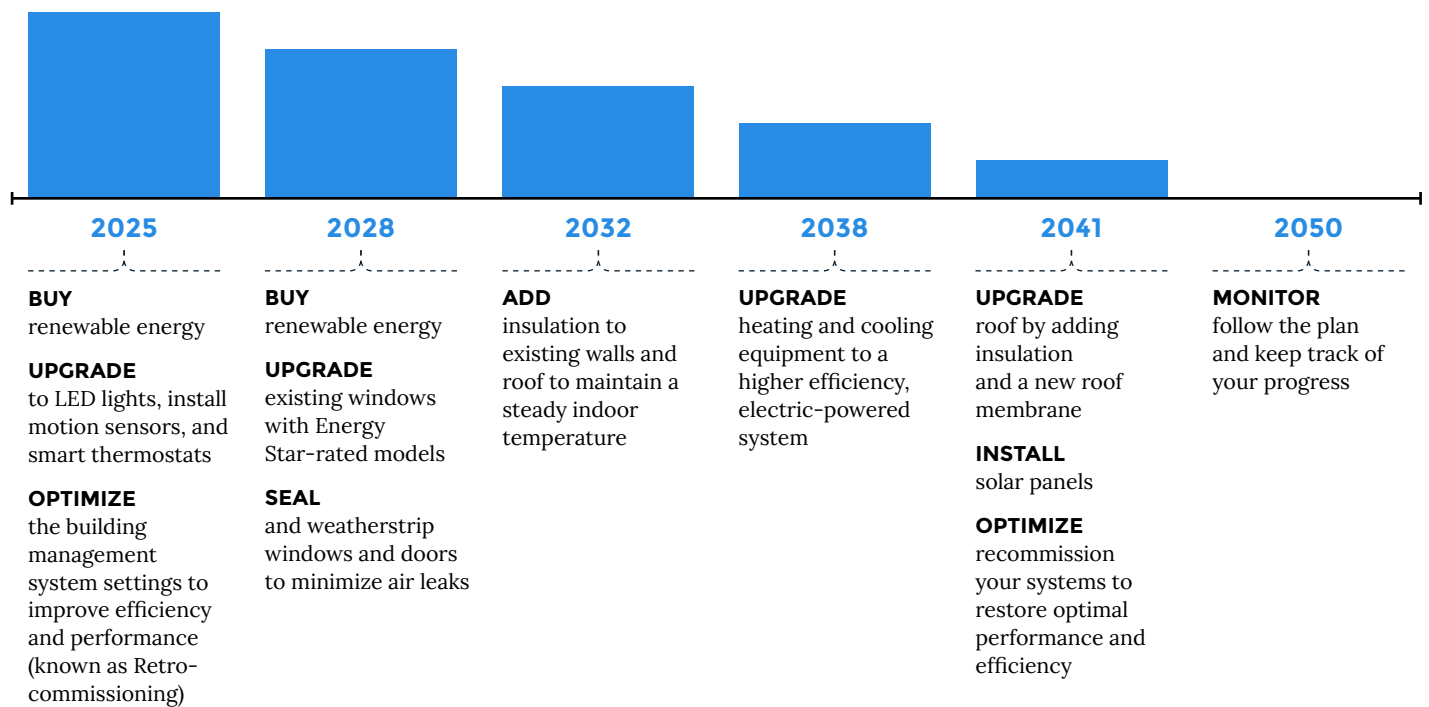 2025
BUY
renewable energy
UPGRADE
to LED lights, install
motion sensors, and
smart thermostats
OPTIMIZE
the building
management
system settings to
improve efficiency
and performance
(known as Retro-
commissioning)
2028
BUY
renewable energy
UPGRADE
existing windows
with Energy
Star-rated models
SEAL
and weatherstrip
windows and doors
to minimize air leaks
2032
ADD
insulation to
existing walls and
roof to maintain a
steady indoor
temperature
2038
UPGRADE
heating and cooling
equipment to a
higher efficiency,
electric-powered
system
2041
UPGRADE
roof by adding
insulation
and a new roof
membrane
INSTALL
solar panels
OPTIMIZE
recommission
your systems to
restore optimal
performance and
efficiency
2050
MONITOR
follow the plan
and keep track of
your progress